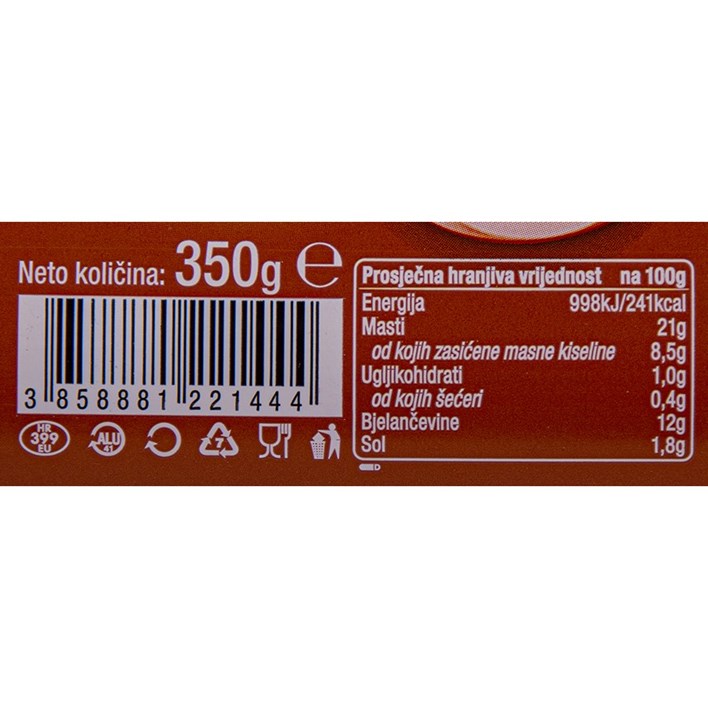 Neto količina: 350g e
3 858881 221444
HR
399
EU
ALU
41
7
Prosječna hranjiva vrijednost na 100g
Energija 998kJ/241kcal
Masti 21g
od kojih zasićene masne kiseline 8,5g
Ugljikohidrati 1,0g
od kojih šećeri 0,4g
Bjelančevine 12g
Sol 1,8g
D